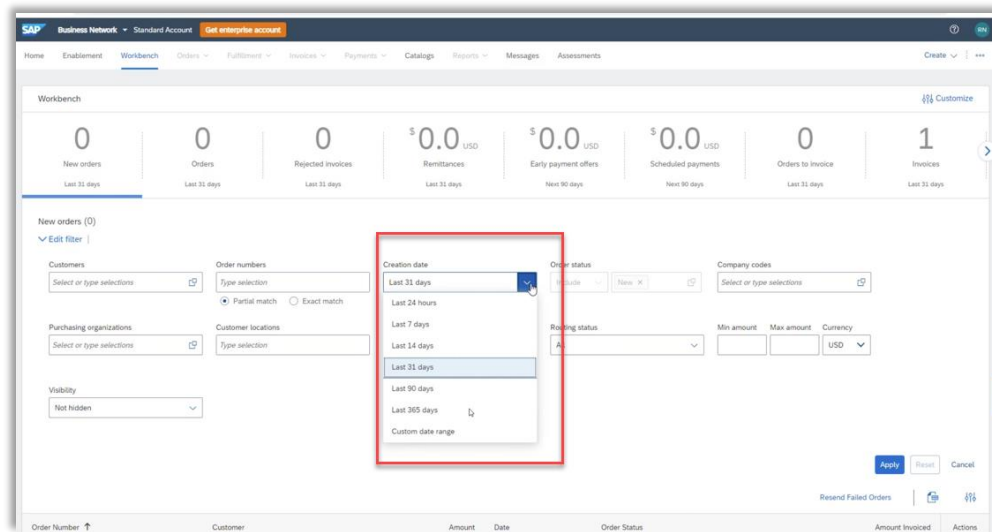 SAP Business Network Standard Account Get enterprise account RN
Home Enablement Workbench Orders Fulfillment Invoices Payments Catalogs Reports Messages Assessments Create
Workbench Customize
0 0 0 $ 0.0 USD $ 0.0 USD $ 0.0 USD 0 1
New orders Orders Rejected invoices Remittances Early payment offers Scheduled payments Orders to invoice Invoices
Last 31 days Last 31 days Last 31 days Last 31 days Next 90 days Next 90 days Last 31 days Last 31 days
New orders (0)
Edit filter
Customers Order numbers Creation date Order status Company codes
Select or type selections Type selection Last 31 days Include New Select or type selections
Partial match Exact match Last 24 hours
Last 7 days
Purchasing organizations Customer locations Routing status Min amount Max amount Currency
Select or type selections Type selection Last 14 days USD
Last 31 days
Visibility Last 90 days
Not hidden Last 365 days
Custom date range
Apply Reset Cancel
Resend Failed Orders
Order Number Customer Amount Date Order Status Amount Invoiced Actions